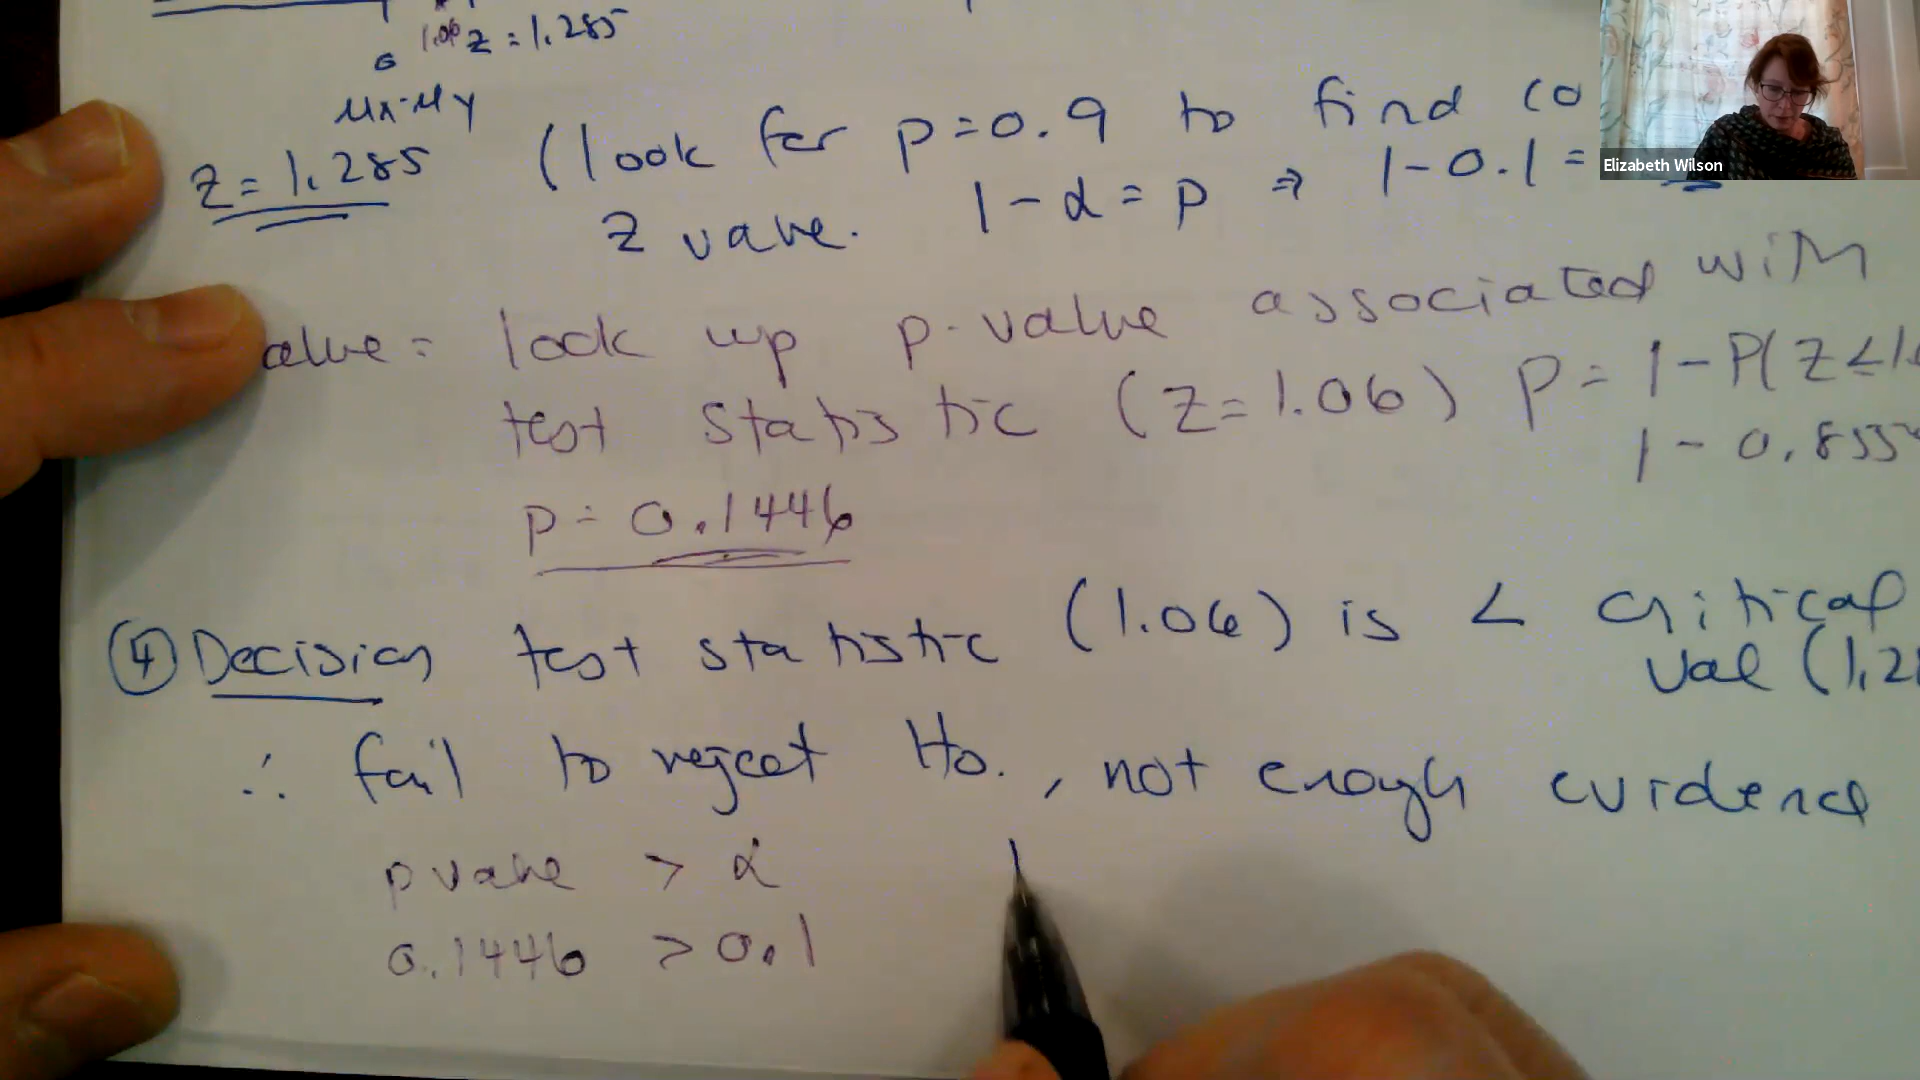 1.06 z = 1.285
0
μx-μy
z = 1.285 (look for p=0.9 to find co
z value. 1 - α = p ⇒ 1 - 0.1 =
Elizabeth Wilson
alue = look up p-value associated with
test statistic (z=1.06) P = 1 - P(Z≤1.
1 - 0.855
p = 0.1446
④ Decision test statistic (1.06) is < critical
val (1.2
∴ fail to reject Ho. , not enough evidence
p value > α
0.1446 > 0.1